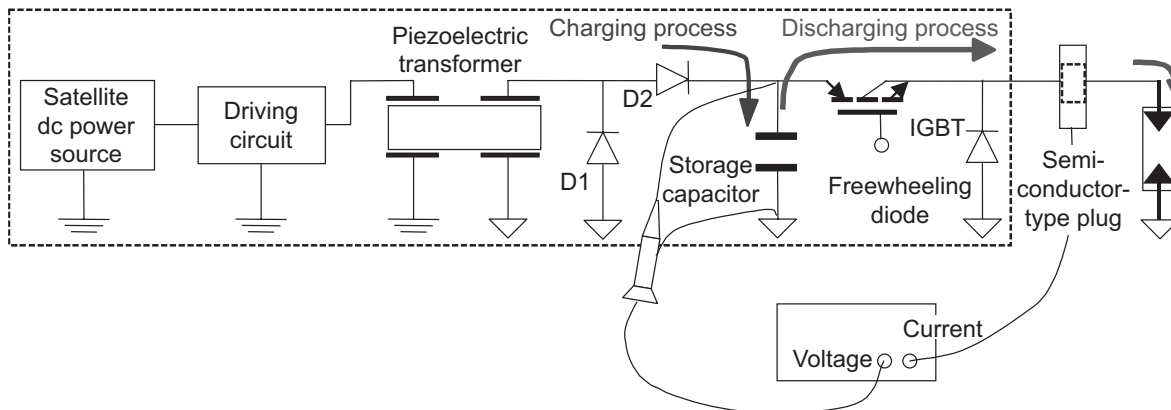 Piezoelectric
transformer
Charging process
Discharging process
Satellite
dc power
source
Driving
circuit
D2
D1
Storage
capacitor
IGBT
Freewheeling
diode
Semi-
conductor-
type plug
Current
Voltage